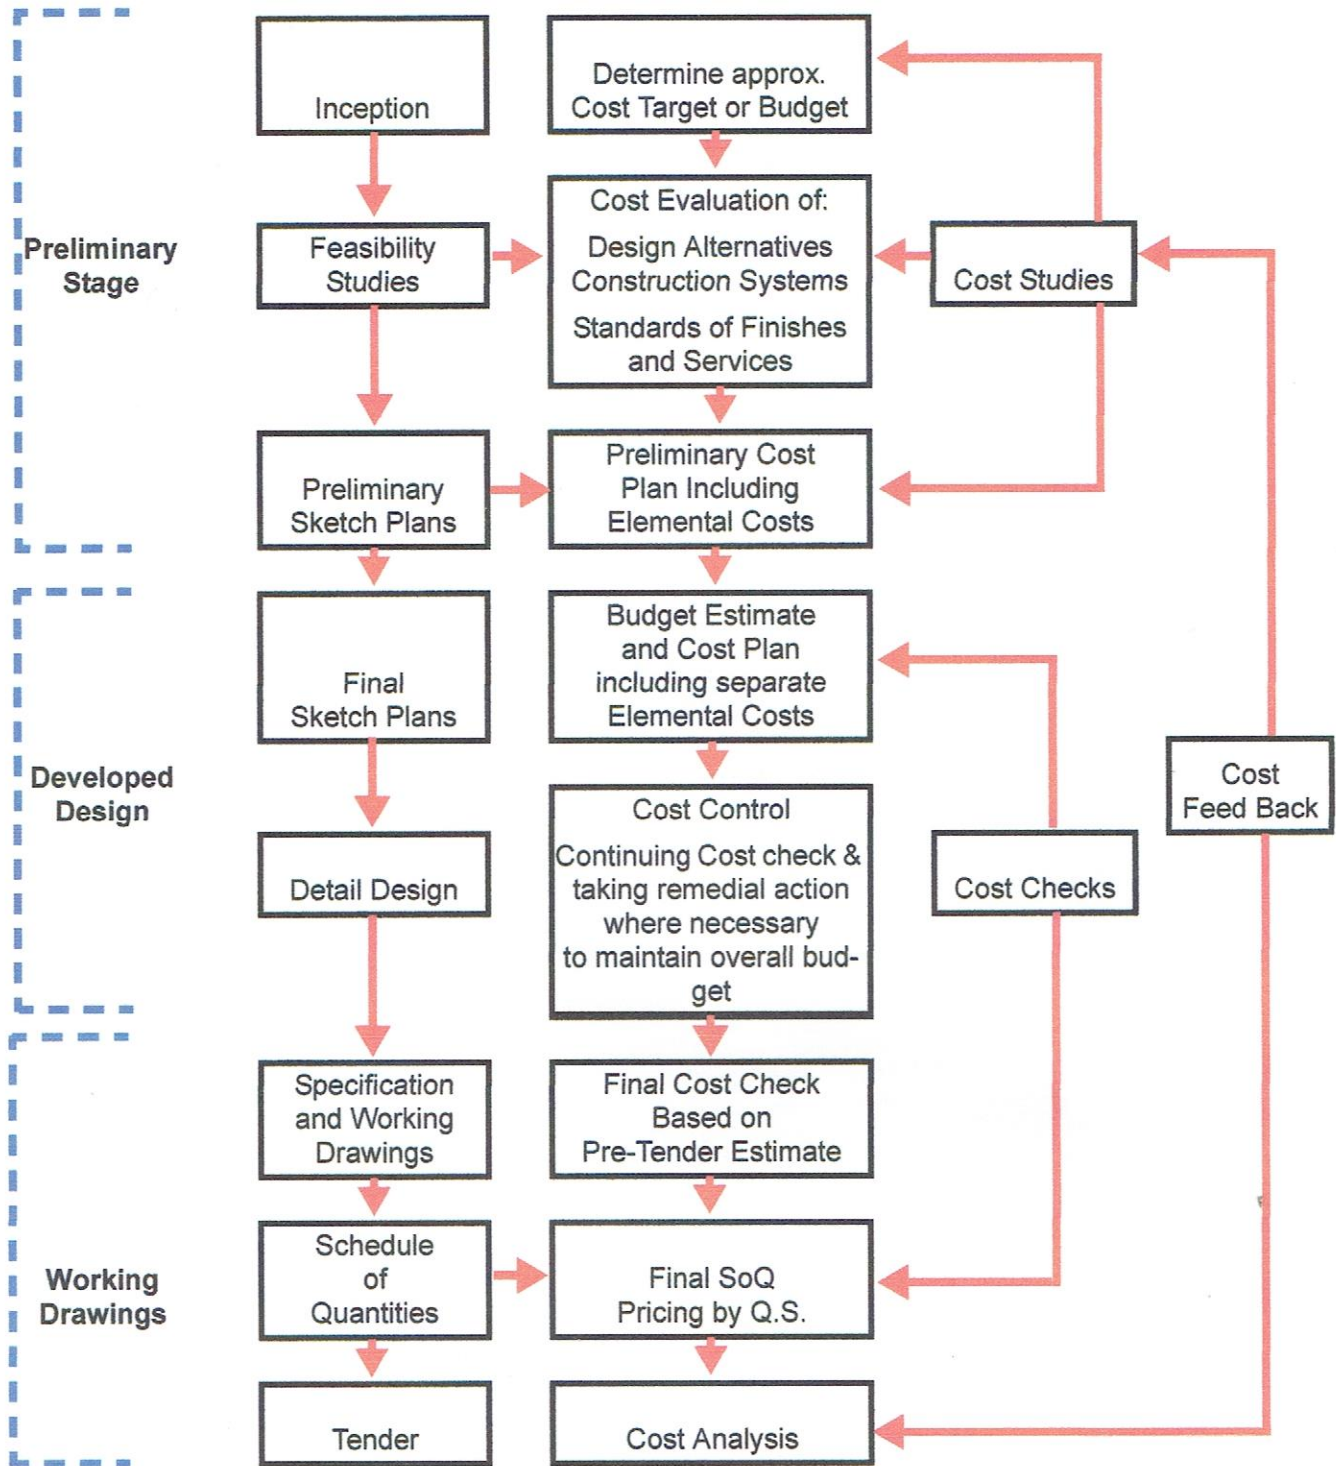 Inception
Determine approx.
Cost Target or Budget
Preliminary
Stage
Feasibility
Studies
Cost Evaluation of:
Design Alternatives
Construction Systems
Standards of Finishes
and Services
Cost Studies
Preliminary
Sketch Plans
Preliminary Cost
Plan Including
Elemental Costs
Developed
Design
Final
Sketch Plans
Budget Estimate
and Cost Plan
including separate
Elemental Costs
Cost
Feed Back
Detail Design
Cost Control
Continuing Cost check &
taking remedial action
where necessary
to maintain overall bud-
get
Cost Checks
Working
Drawings
Specification
and Working
Drawings
Final Cost Check
Based on
Pre-Tender Estimate
Schedule
of
Quantities
Final SoQ
Pricing by Q.S.
Tender
Cost Analysis